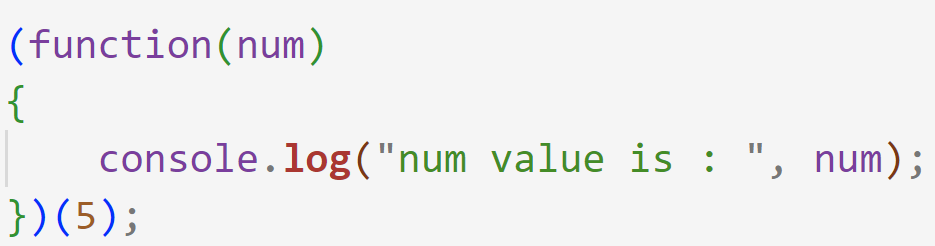 (function(num)
{
    console.log("num value is : ", num);
})(5);